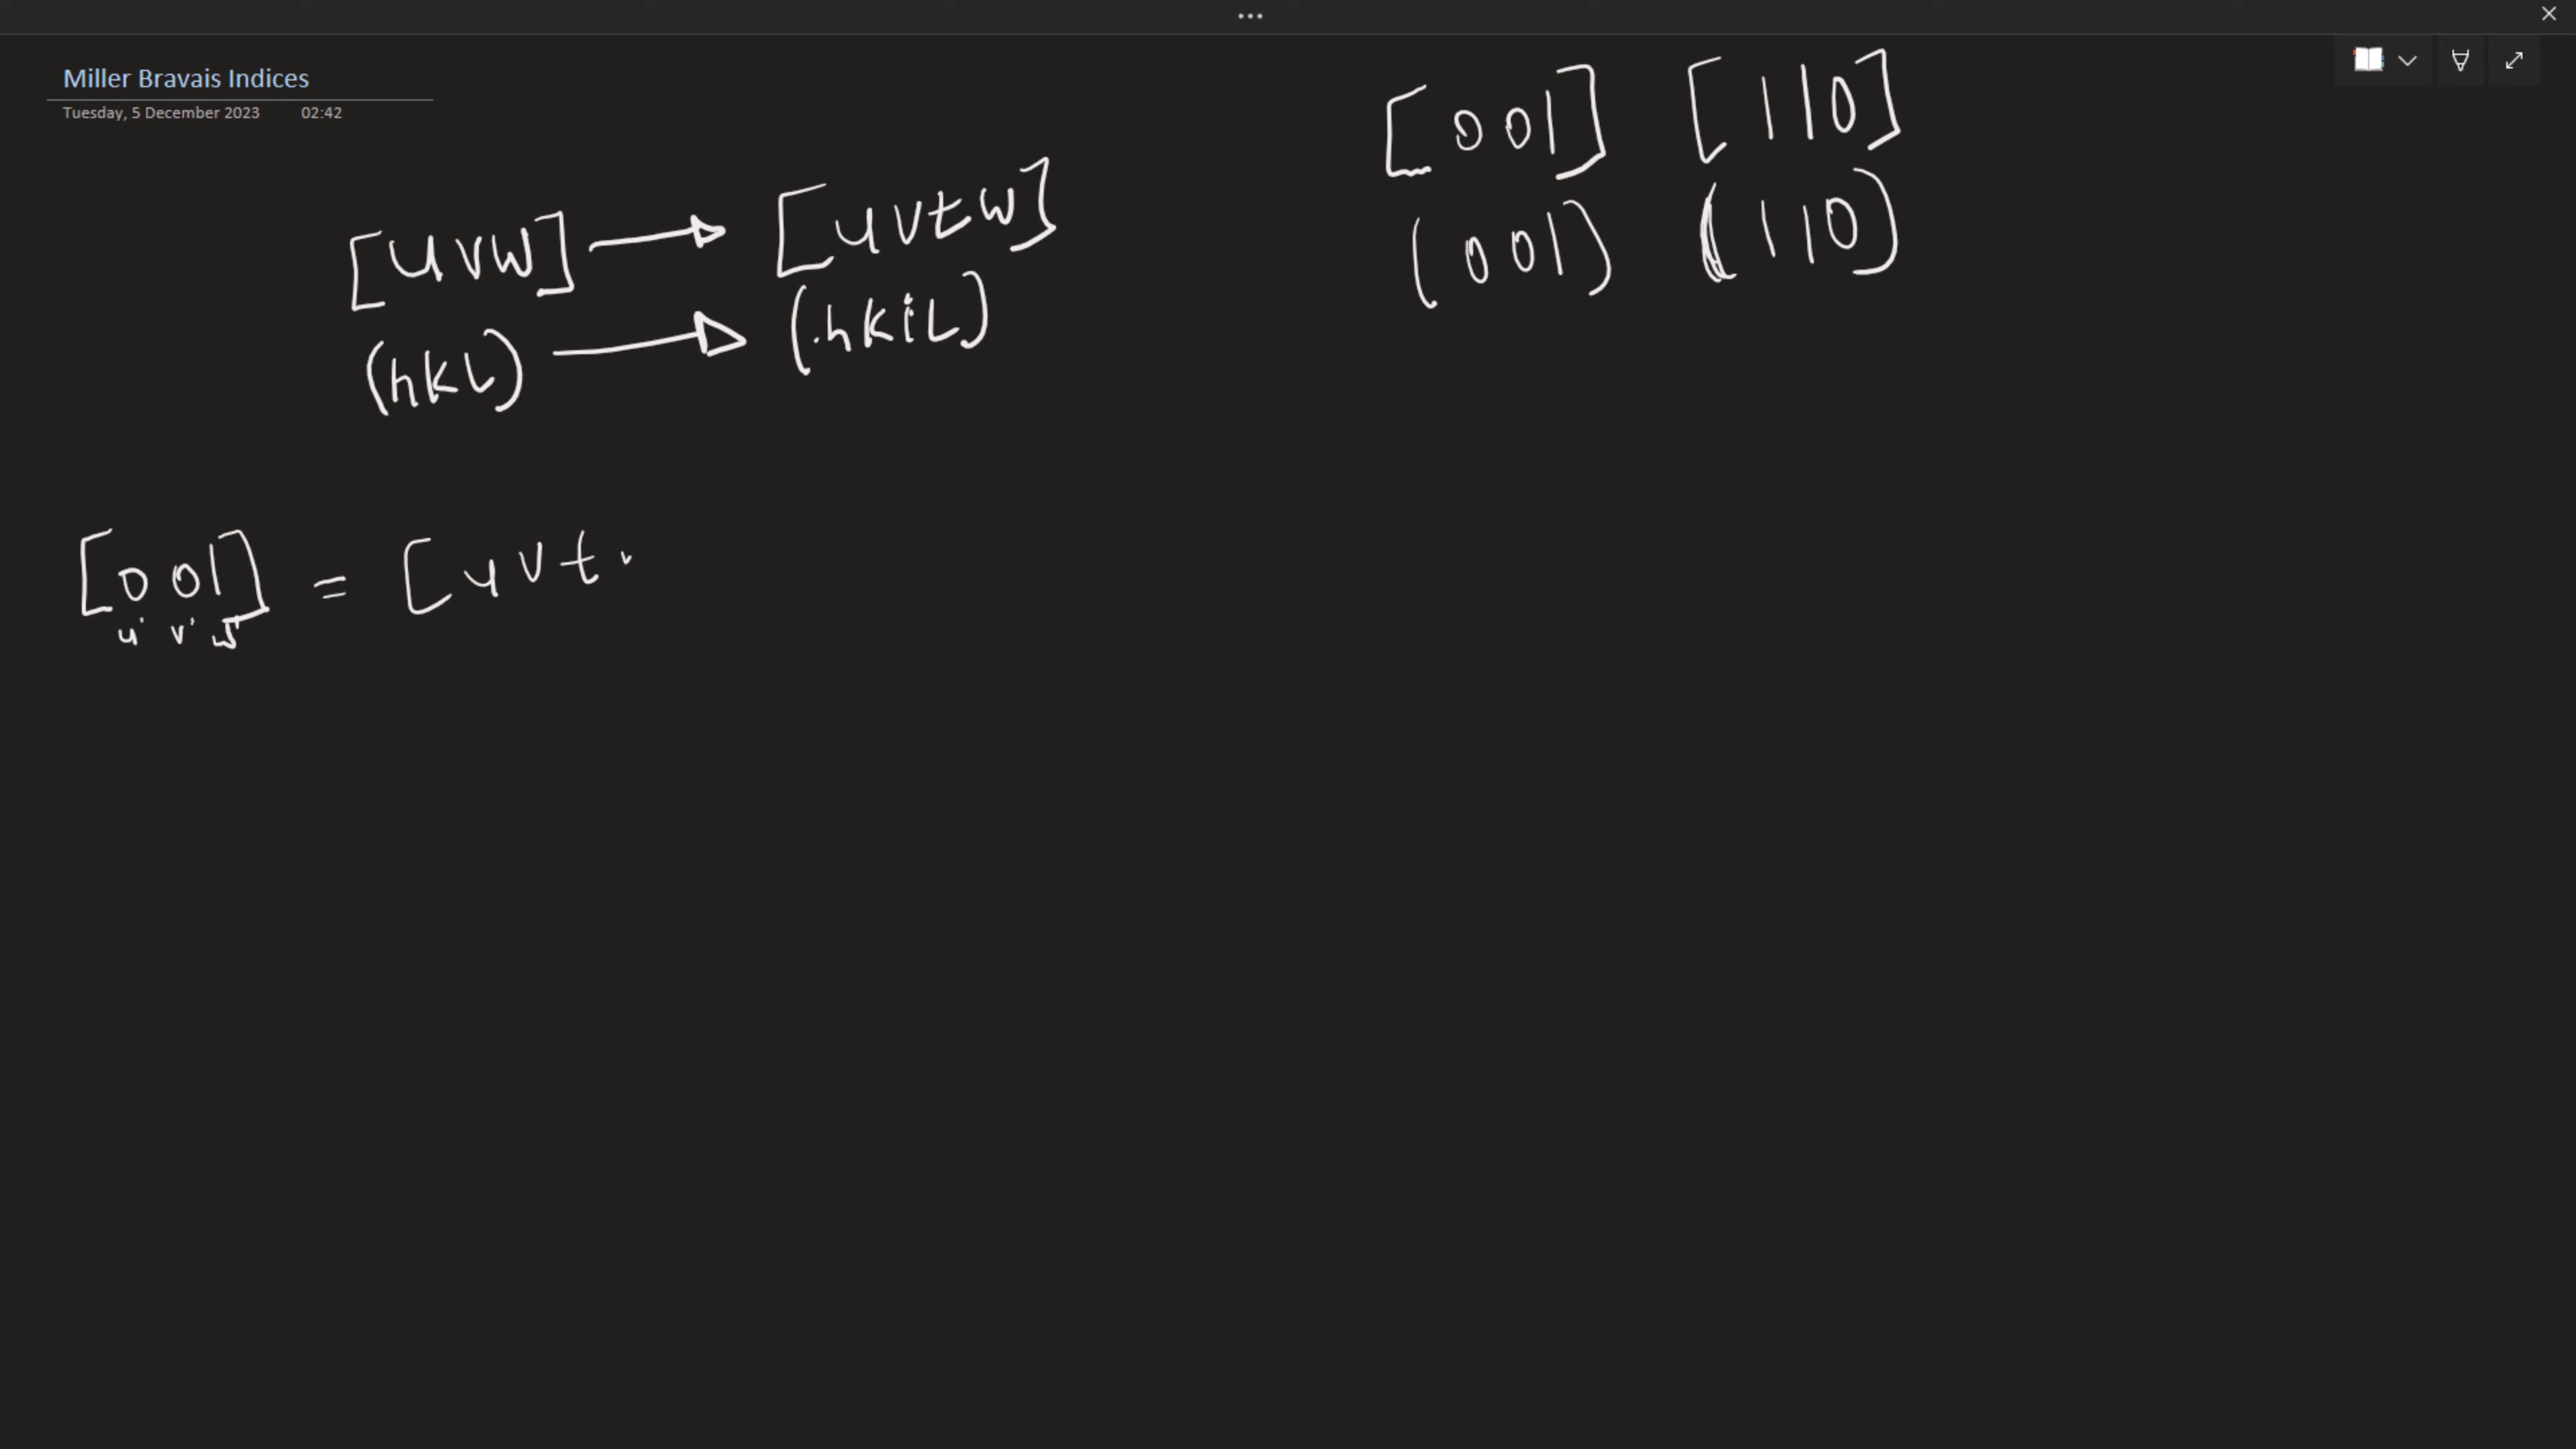 Miller Bravais Indices
Tuesday, 5 December 2023 02:42
[001] [110]
(001) (110)
[uvw] → [uvtw]
(hkL) → (.hkiL)
[001] = [uvt
u' v' w'